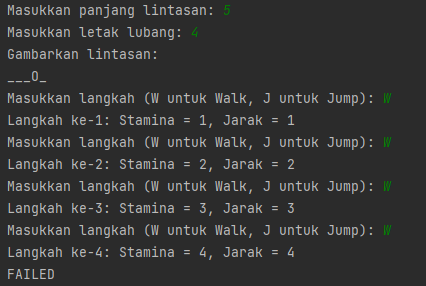 Masukkan panjang lintasan: 5
Masukkan letak lubang: 4
Gambarkan lintasan:
___O_
Masukkan langkah (W untuk Walk, J untuk Jump): W
Langkah ke-1: Stamina = 1, Jarak = 1
Masukkan langkah (W untuk Walk, J untuk Jump): W
Langkah ke-2: Stamina = 2, Jarak = 2
Masukkan langkah (W untuk Walk, J untuk Jump): W
Langkah ke-3: Stamina = 3, Jarak = 3
Masukkan langkah (W untuk Walk, J untuk Jump): W
Langkah ke-4: Stamina = 4, Jarak = 4
FAILED